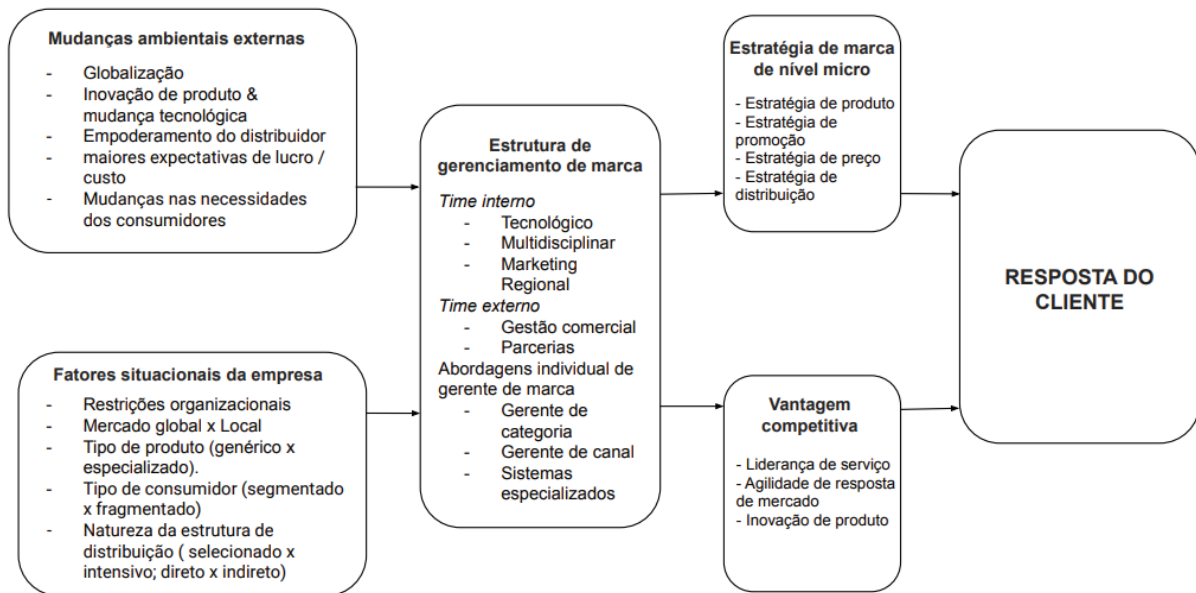 Mudanças ambientais externas
- Globalização
- Inovação de produto &
mudança tecnológica
- Empoderamento do distribuidor
- maiores expectativas de lucro /
custo
- Mudanças nas necessidades
dos consumidores
Fatores situacionais da empresa
- Restrições organizacionais
- Mercado global x Local
- Tipo de produto (genérico x
especializado).
- Tipo de consumidor (segmentado
x fragmentado)
- Natureza da estrutura de
distribuição ( selecionado x
intensivo; direto x indireto)
Estrutura de
gerenciamento de marca
Time interno
- Tecnológico
- Multidisciplinar
- Marketing
Regional
Time externo
- Gestão comercial
- Parcerias
Abordagens individual de
gerente de marca
- Gerente de
categoria
- Gerente de canal
- Sistemas
especializados
Estratégia de marca
de nível micro
- Estratégia de produto
- Estratégia de
promoção
- Estratégia de preço
- Estratégia de
distribuição
Vantagem
competitiva
- Liderança de serviço
- Agilidade de resposta
de mercado
- Inovação de produto
RESPOSTA DO
CLIENTE